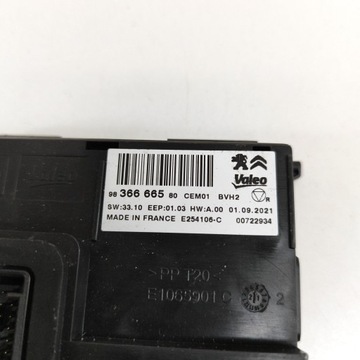 Valeo
98 366 665 80 CEM01 BVH2
R
SW:33.10 EEP:01.03 HW:A.00 01.09.2021
MADE IN FRANCE E254106-C 00722934
Valeo
PP T20
E1065901C
2